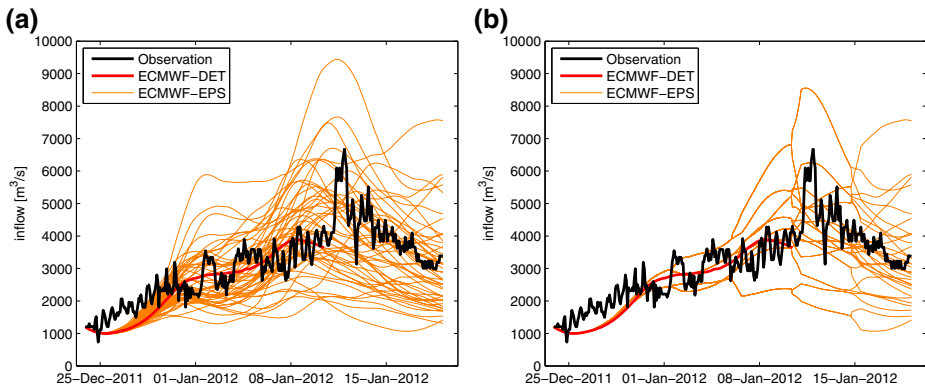 (a)
10000
9000
8000
7000
6000
5000
4000
3000
2000
1000
0
inflow [m³/s]
Observation
ECMWF−DET
ECMWF−EPS
25−Dec−2011
01−Jan−2012
08−Jan−2012
15−Jan−2012
(b)
10000
9000
8000
7000
6000
5000
4000
3000
2000
1000
0
inflow [m³/s]
Observation
ECMWF−DET
ECMWF−EPS
25−Dec−2011
01−Jan−2012
08−Jan−2012
15−Jan−2012